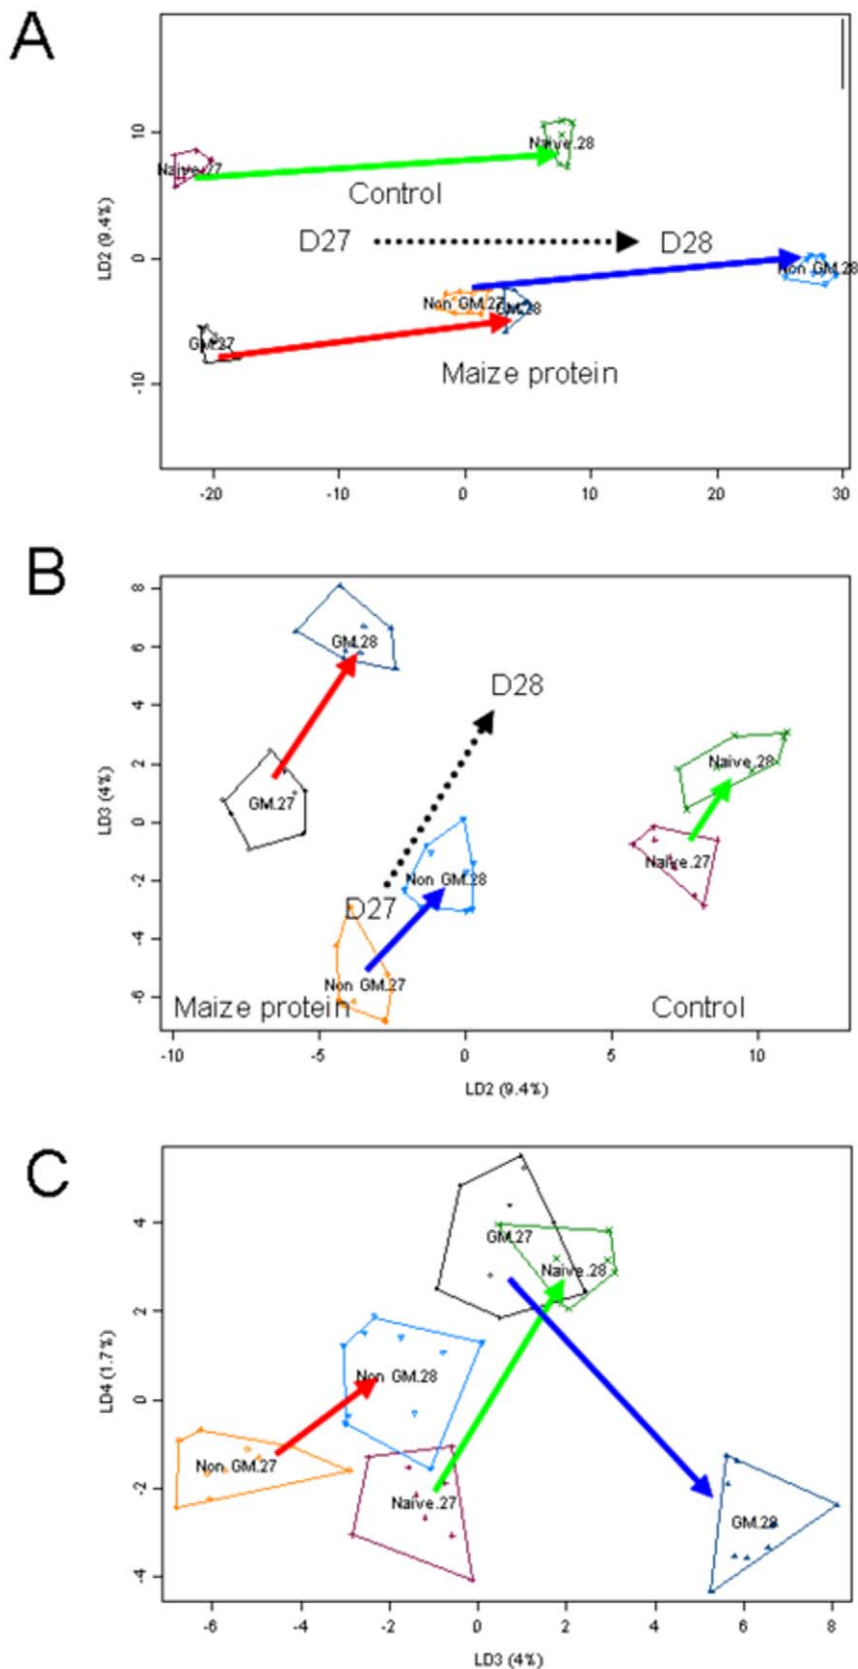 A
10
0
-10
LD2 (9.4%)
Naive.27
Naive.28
Control
D27
D28
Non GM.28
Non GM.27
GM.28
GM.27
Maize protein
-20
-10
0
10
20
30
B
8
6
4
2
0
-2
-4
-6
LD3 (4%)
GM.28
D28
Naive.28
GM.27
Naive.27
Non GM.28
D27
Non GM.27
Maize protein
Control
-10
-5
0
5
10
LD2 (9.4%)
C
4
2
0
-2
-4
LD4 (1.7%)
GM.27
Naive.28
Non GM.28
Non GM.27
Naive.27
GM.28
-6
-4
-2
0
2
4
6
8
LD3 (4%)